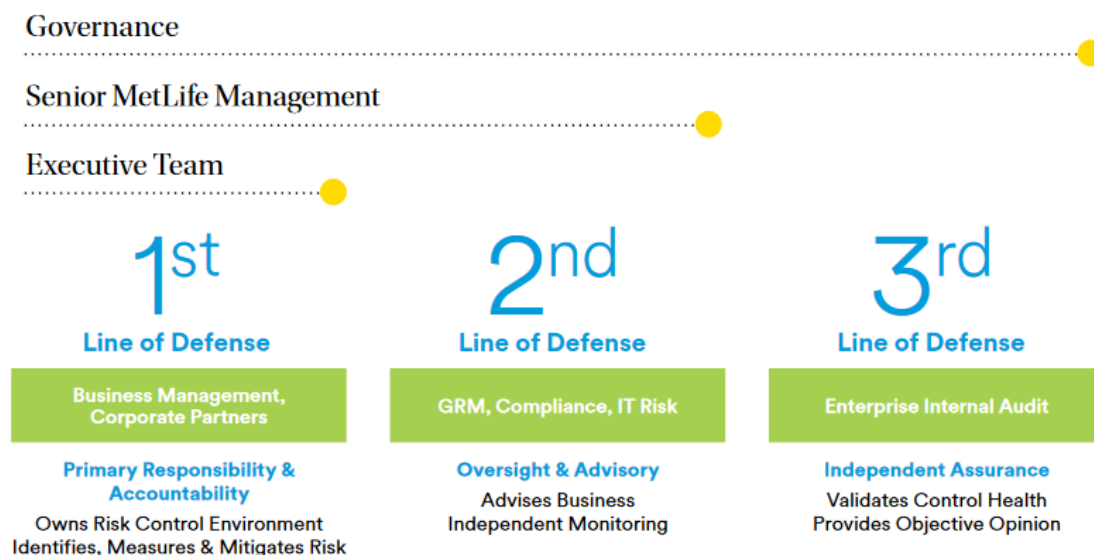 Governance
Senior MetLife Management
Executive Team
1st
Line of Defense
Business Management,
Corporate Partners
Primary Responsibility &
Accountability
Owns Risk Control Environment
Identifies, Measures & Mitigates Risk
2nd
Line of Defense
GRM, Compliance, IT Risk
Oversight & Advisory
Advises Business
Independent Monitoring
3rd
Line of Defense
Enterprise Internal Audit
Independent Assurance
Validates Control Health
Provides Objective Opinion